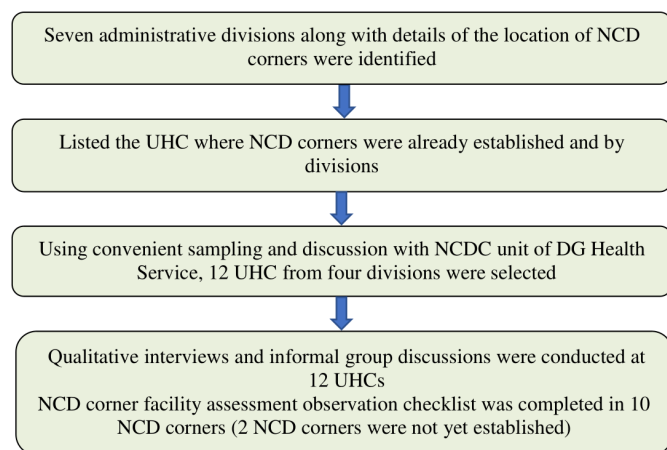 Seven administrative divisions along with details of the location of NCD
corners were identified
Listed the UHC where NCD corners were already established and by
divisions
Using convenient sampling and discussion with NCDC unit of DG Health
Service, 12 UHC from four divisions were selected
Qualitative interviews and informal group discussions were conducted at
12 UHCs
NCD corner facility assessment observation checklist was completed in 10
NCD corners (2 NCD corners were not yet established)